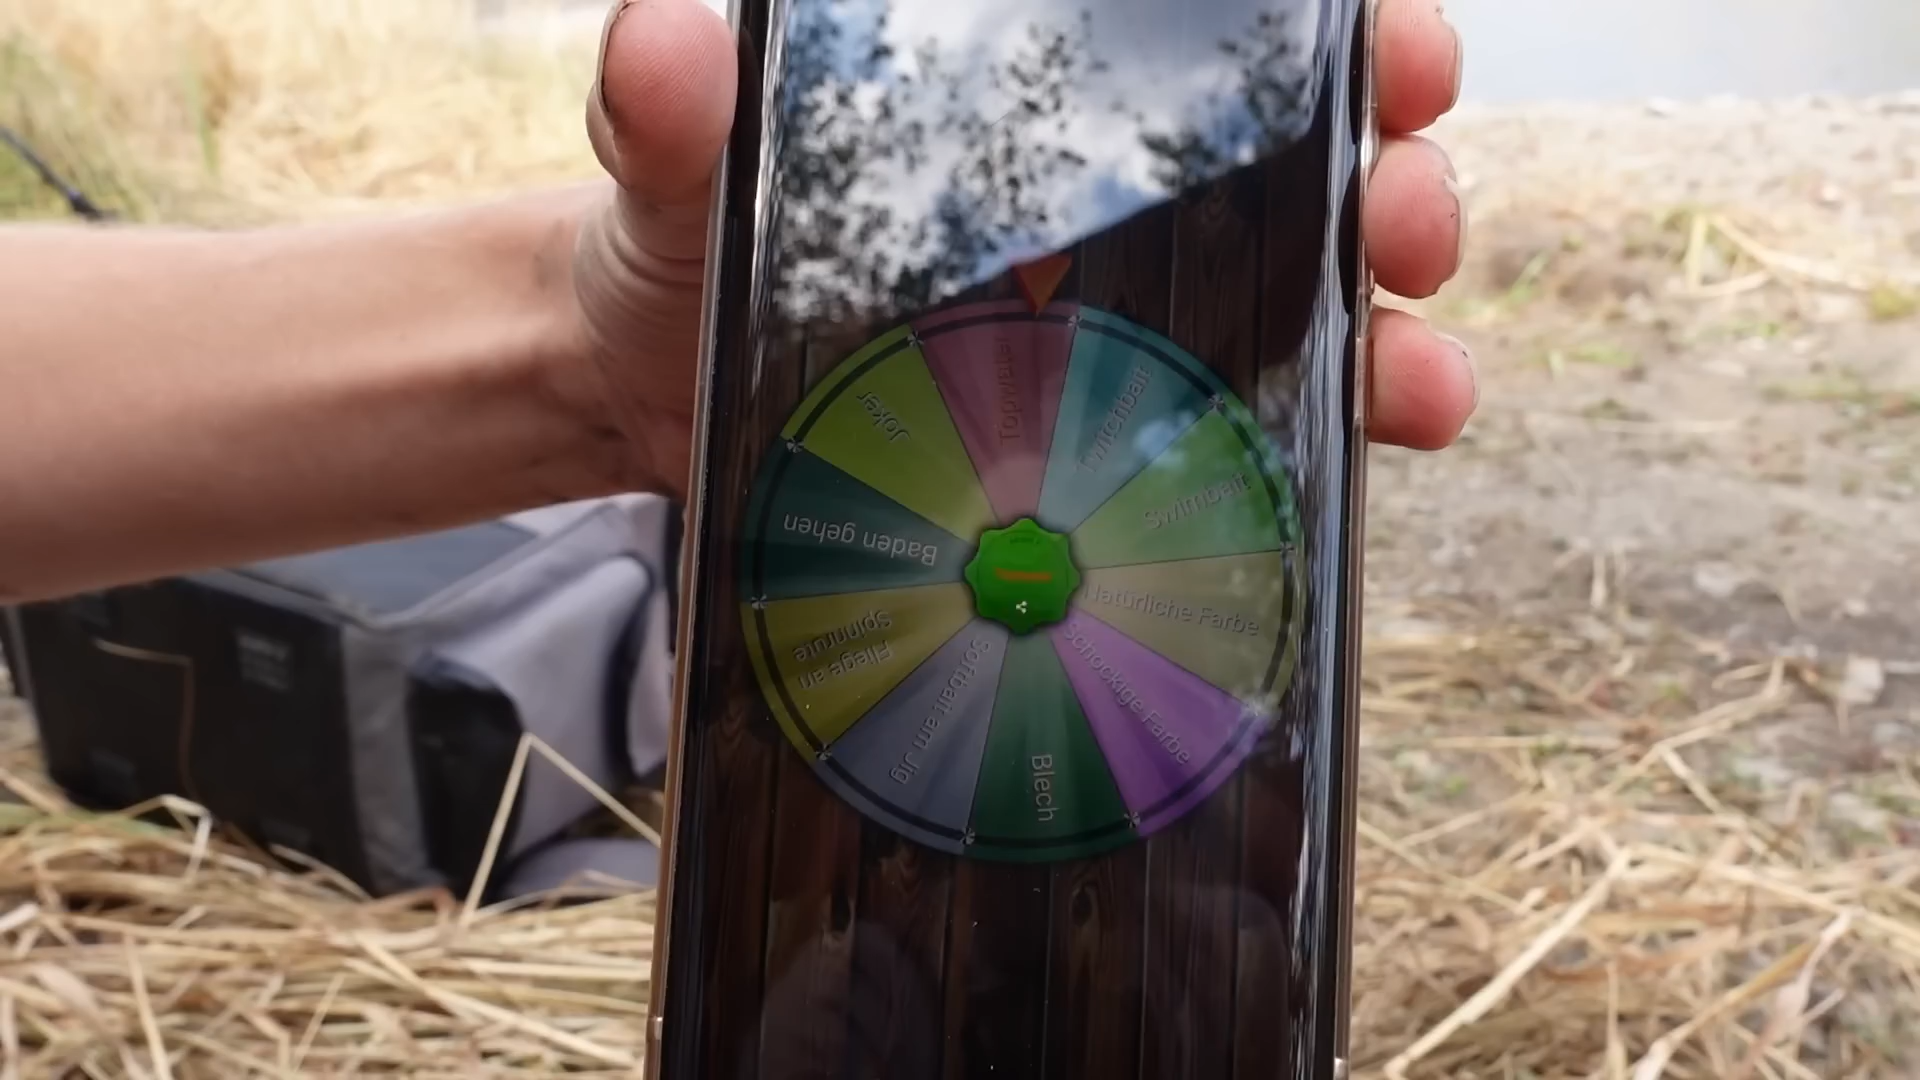 Topwater
Twitchbait
Swimbait
Natürliche Farbe
Schockige Farbe
Blech
Softbait am Jig
Fliege an
Spinnrute
Baden gehen
Joker